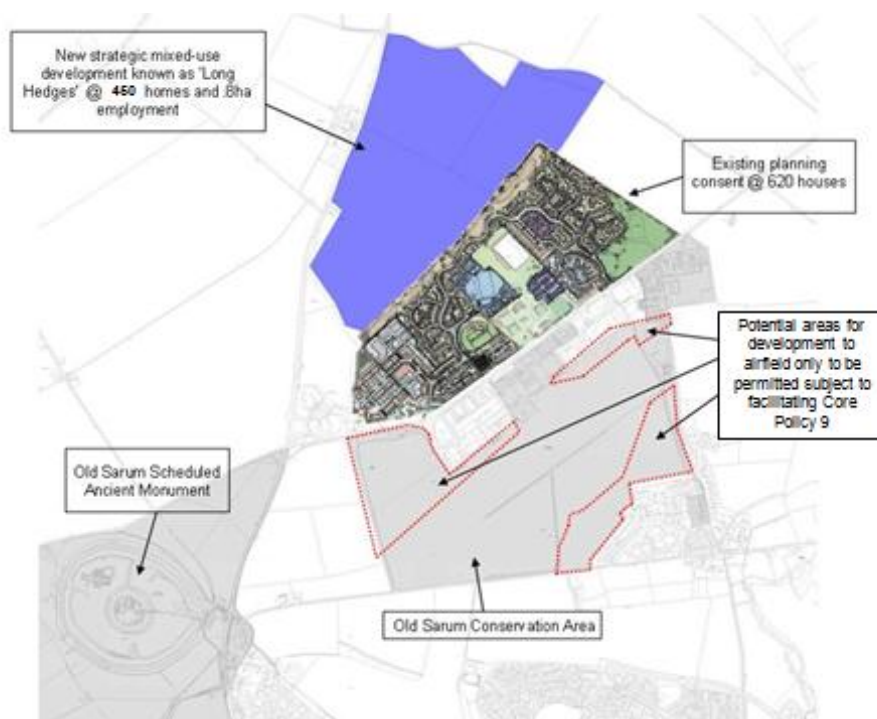 New strategic mixed-use
development known as 'Long
Hedges' @ 450 homes and .8ha
employment
Existing planning
consent @ 620 houses
Potential areas for
development to
airfield only to be
permitted subject to
facilitating Core
Policy 9
Old Sarum Scheduled
Ancient Monument
Old Sarum Conservation Area